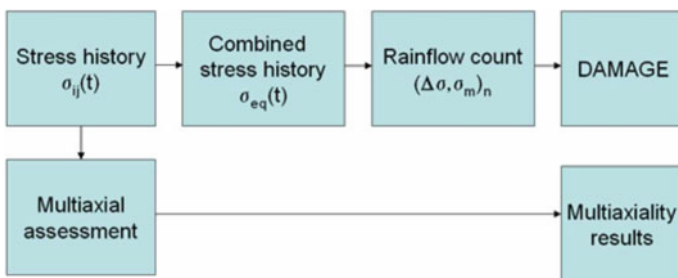 Stress history
σij(t)
Combined
stress history
σeq(t)
Rainflow count
(Δσ,σm)n
DAMAGE
Multiaxial
assessment
Multiaxiality
results